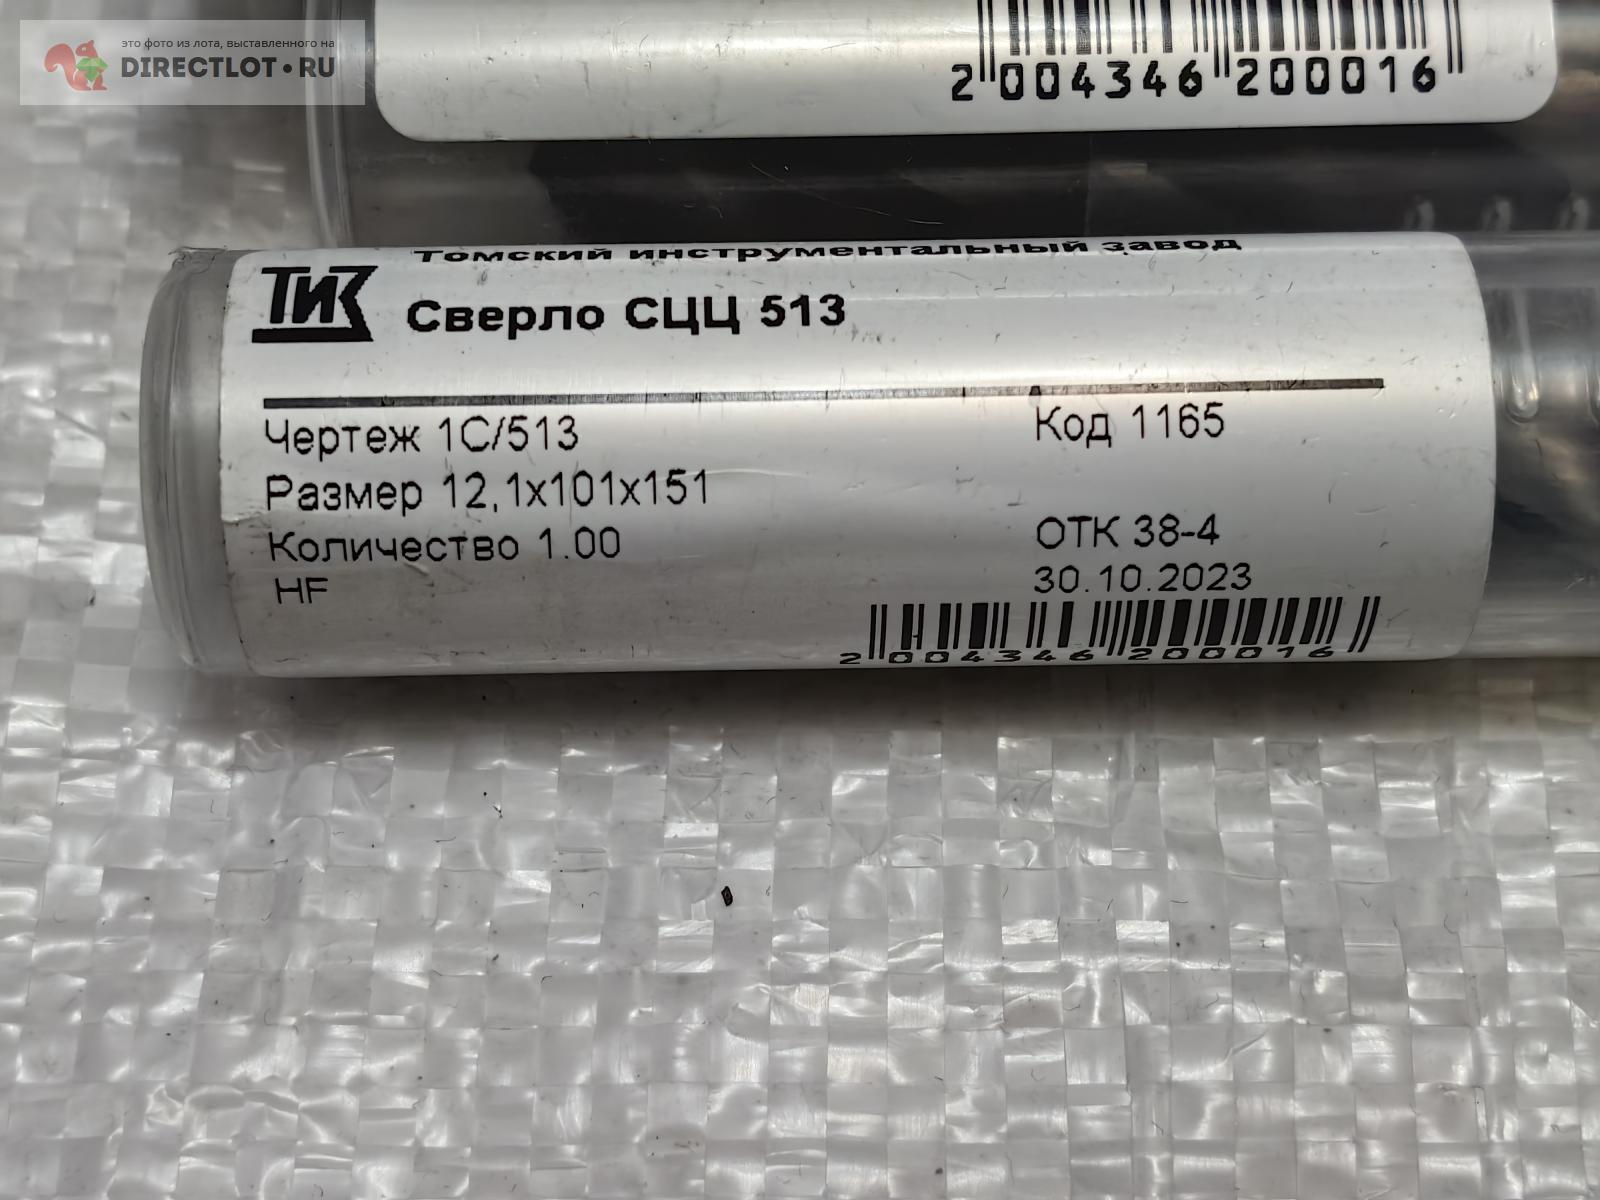 это фото из лота, выставленного на
DIRECTLOT•RU
2 004346 200016
Томский инструментальный завод
ТИЗ
Сверло СЦЦ 513
Чертеж 1С/513
Код 1165
Размер 12,1х101х151
Количество 1.00
ОТК 38-4
HF
30.10.2023
2 004346 200016